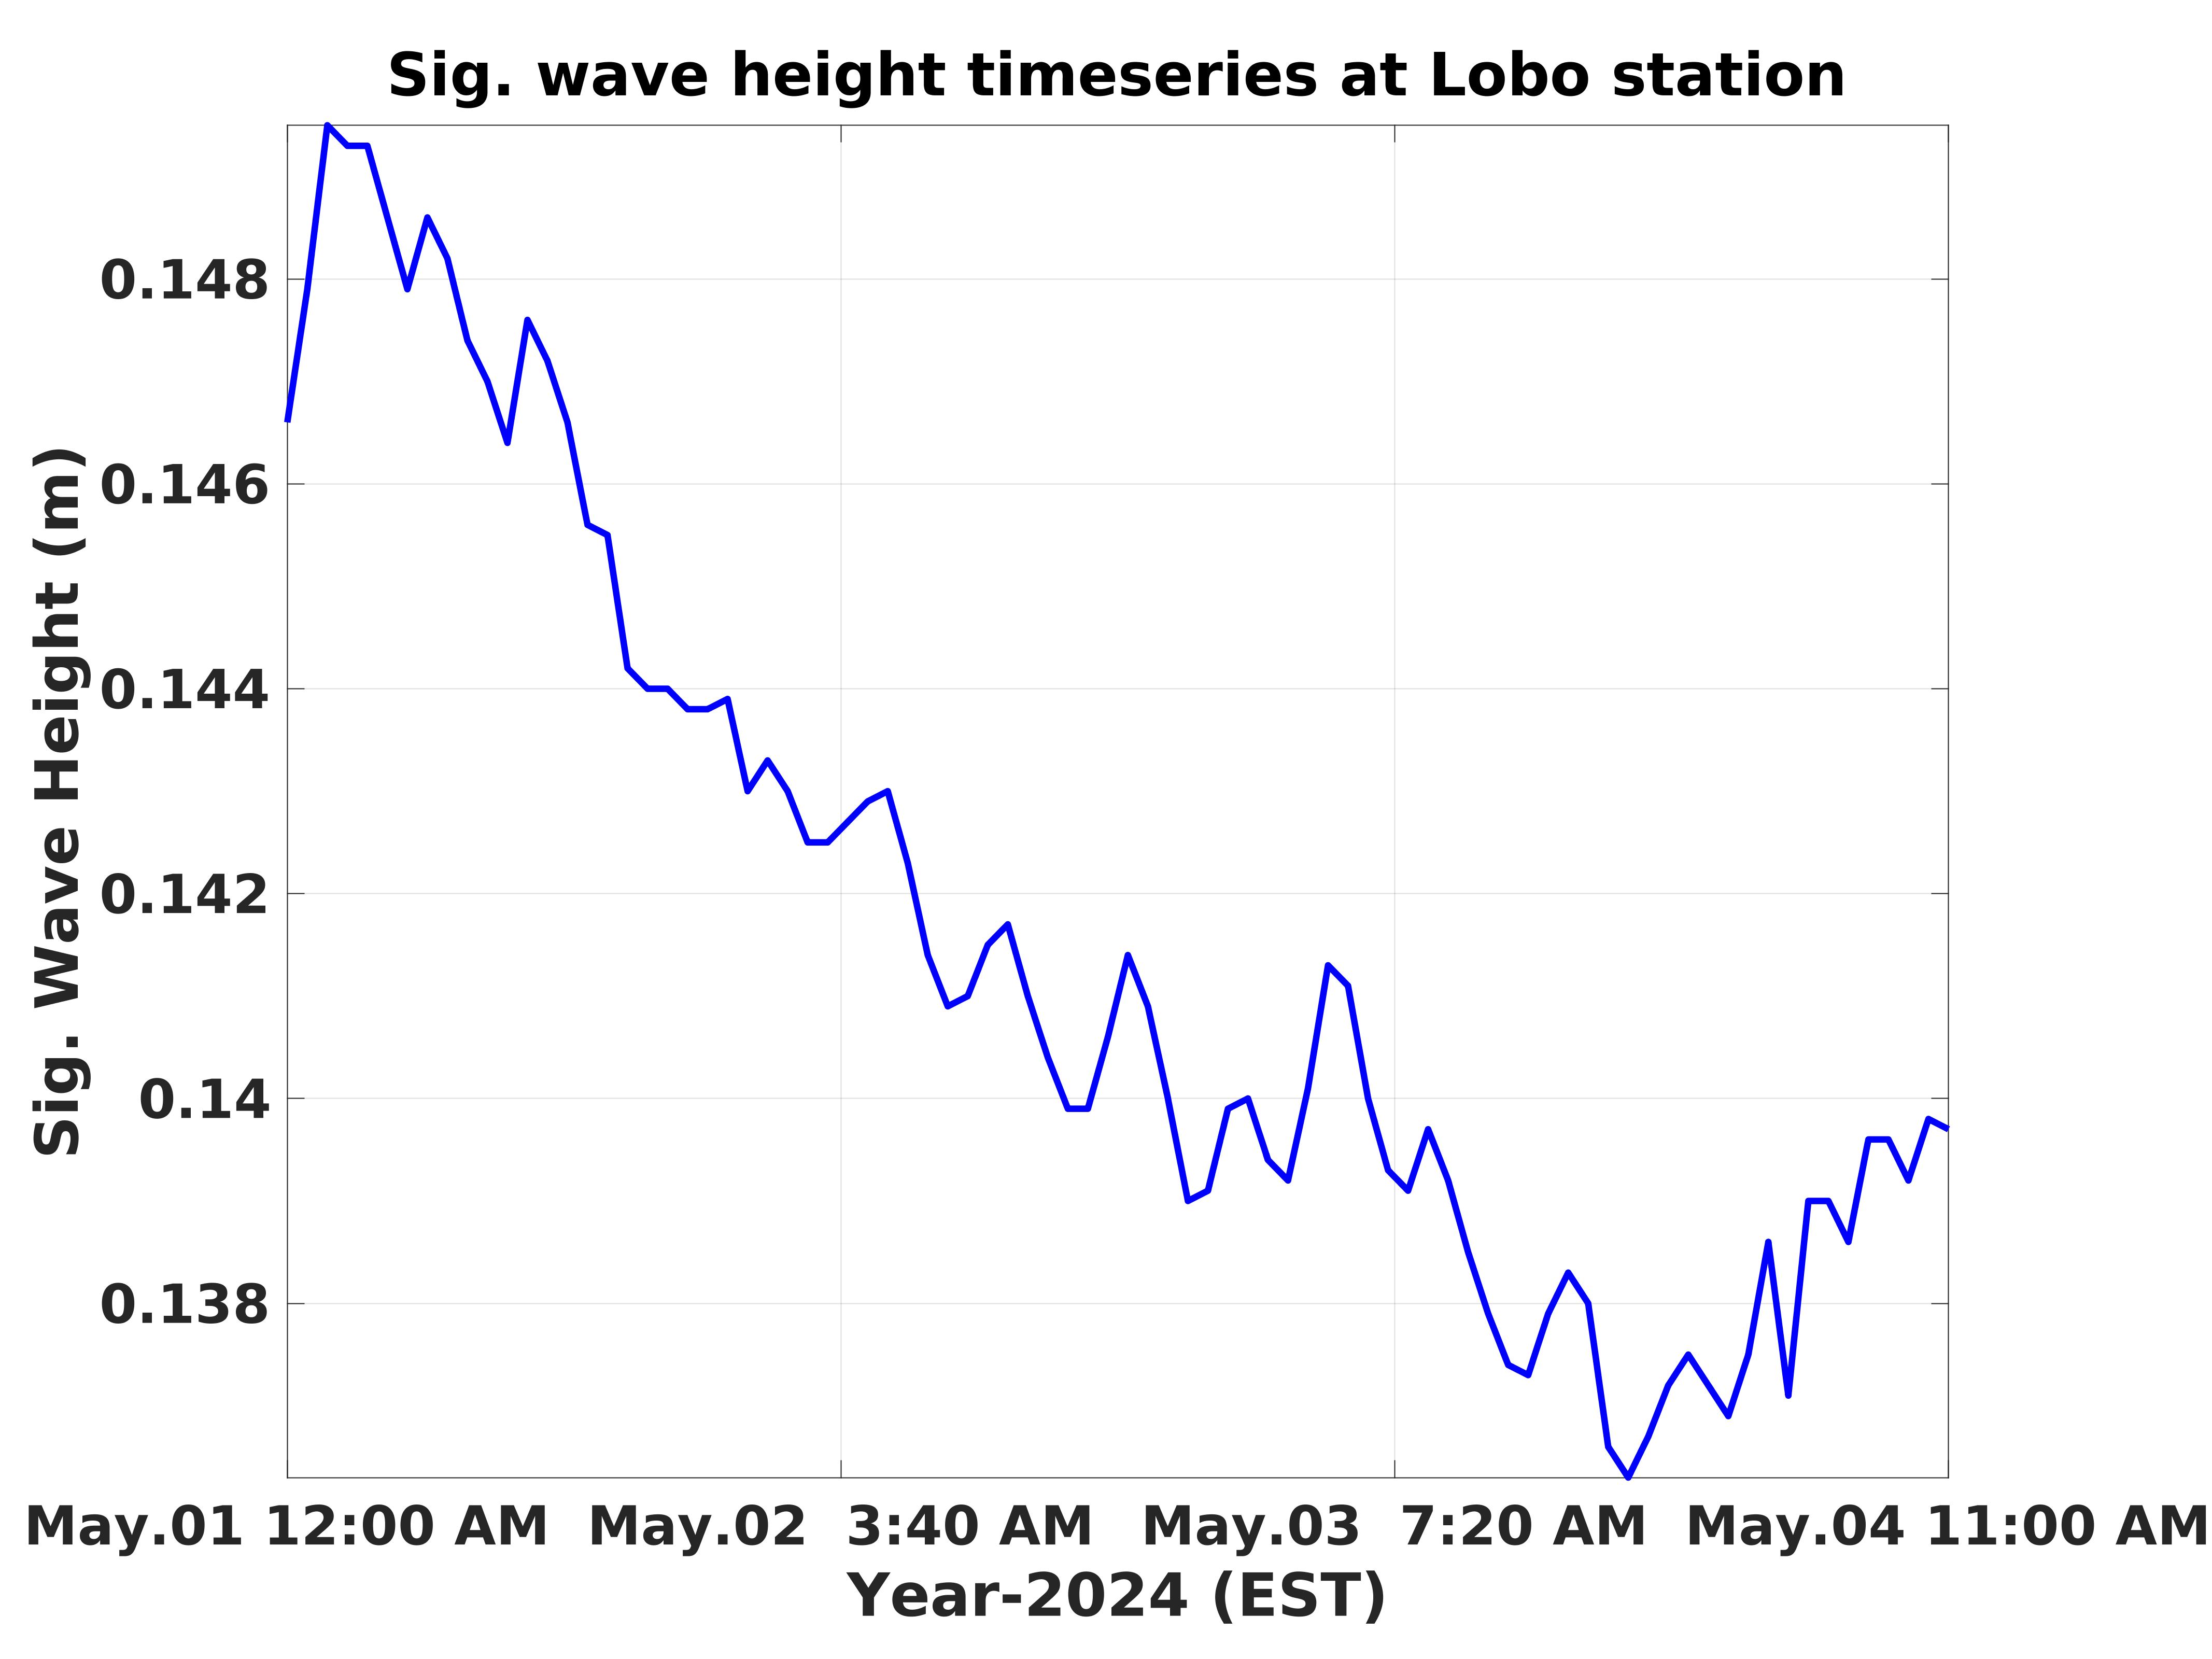 Sig. wave height timeseries at Lobo station
Sig. Wave Height (m)
0.148
0.146
0.144
0.142
0.14
0.138
May.01 12:00 AM May.02 3:40 AM May.03 7:20 AM May.04 11:00 AM
Year-2024 (EST)